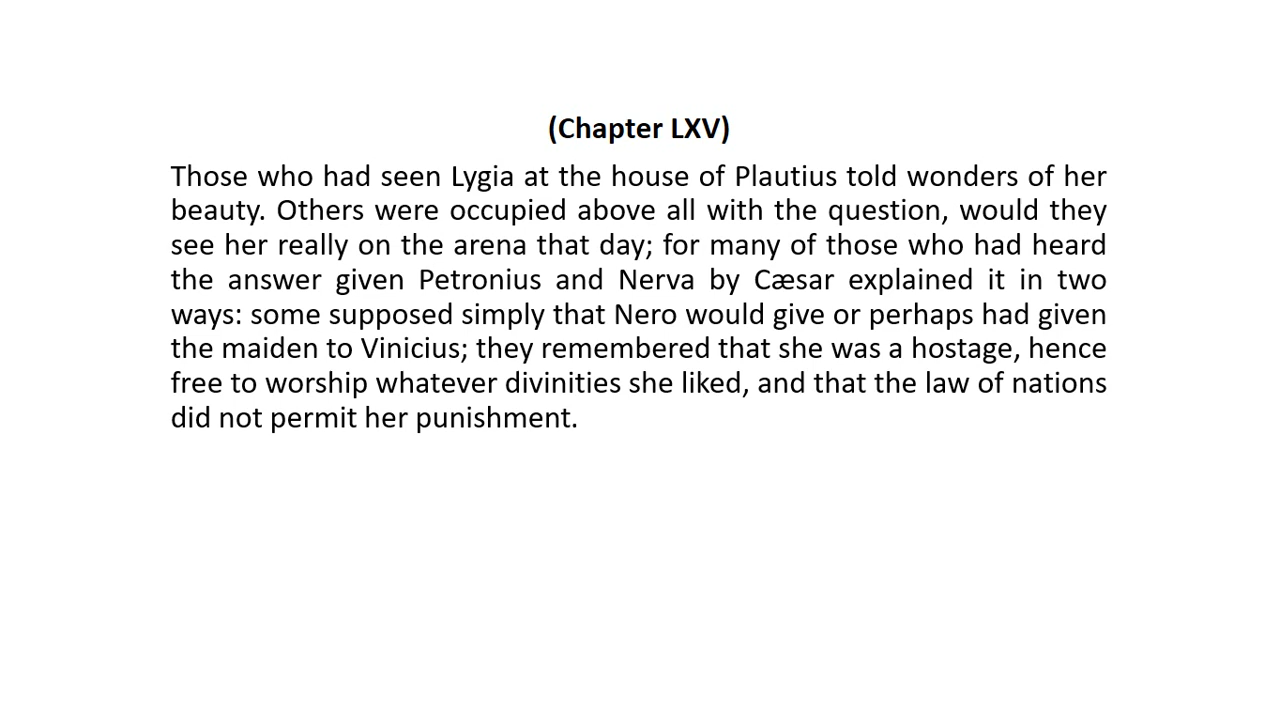 (Chapter LXV)
Those who had seen Lygia at the house of Plautius told wonders of her
beauty. Others were occupied above all with the question, would they
see her really on the arena that day; for many of those who had heard
the answer given Petronius and Nerva by Cæsar explained it in two
ways: some supposed simply that Nero would give or perhaps had given
the maiden to Vinicius; they remembered that she was a hostage, hence
free to worship whatever divinities she liked, and that the law of nations
did not permit her punishment.